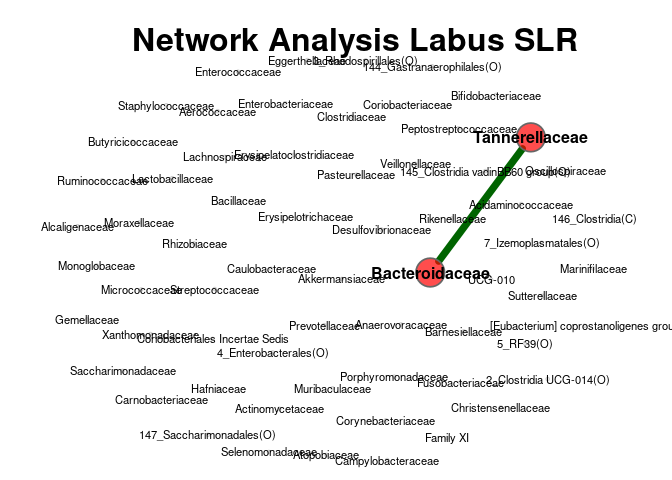 Network Analysis Labus SLR
Eggerthellaceae
3_Rhodospirillales(O)
144_Gastranaerophilales(O)
Enterococcaceae
Bifidobacteriaceae
Staphylococcaceae
Enterobacteriaceae
Coriobacteriaceae
Aerococcaceae
Clostridiaceae
Peptostreptococcaceae
Tannerellaceae
Butyricicoccaceae
Lachnospiraceae
Erysipelatoclostridiaceae
Veillonellaceae
145_Clostridia vadinBB60 group(O)
Oscillospiraceae
Pasteurellaceae
Ruminococcaceae
Lactobacillaceae
Bacillaceae
Acidaminococcaceae
Erysipelotrichaceae
Rikenellaceae
146_Clostridia(C)
Moraxellaceae
Alcaligenaceae
Desulfovibrionaceae
Rhizobiaceae
7_Izemoplasmatales(O)
Monoglobaceae
Caulobacteraceae
Marinifilaceae
Bacteroidaceae
Akkermansiaceae
UCG-010
Micrococcaceae
Streptococcaceae
Sutterellaceae
Gemellaceae
Prevotellaceae
Anaerovoracaceae
[Eubacterium] coprostanoligenes grou
Barnesiellaceae
Xanthomonadaceae
Coriobacteriales Incertae Sedis
5_RF39(O)
4_Enterobacterales(O)
Saccharimonadaceae
Porphyromonadaceae
Fusobacteriaceae
2_Clostridia UCG-014(O)
Hafniaceae
Muribaculaceae
Carnobacteriaceae
Actinomycetaceae
Christensenellaceae
Corynebacteriaceae
147_Saccharimonadales(O)
Family XI
Selenomonadaceae
Atopobiaceae
Campylobacteraceae